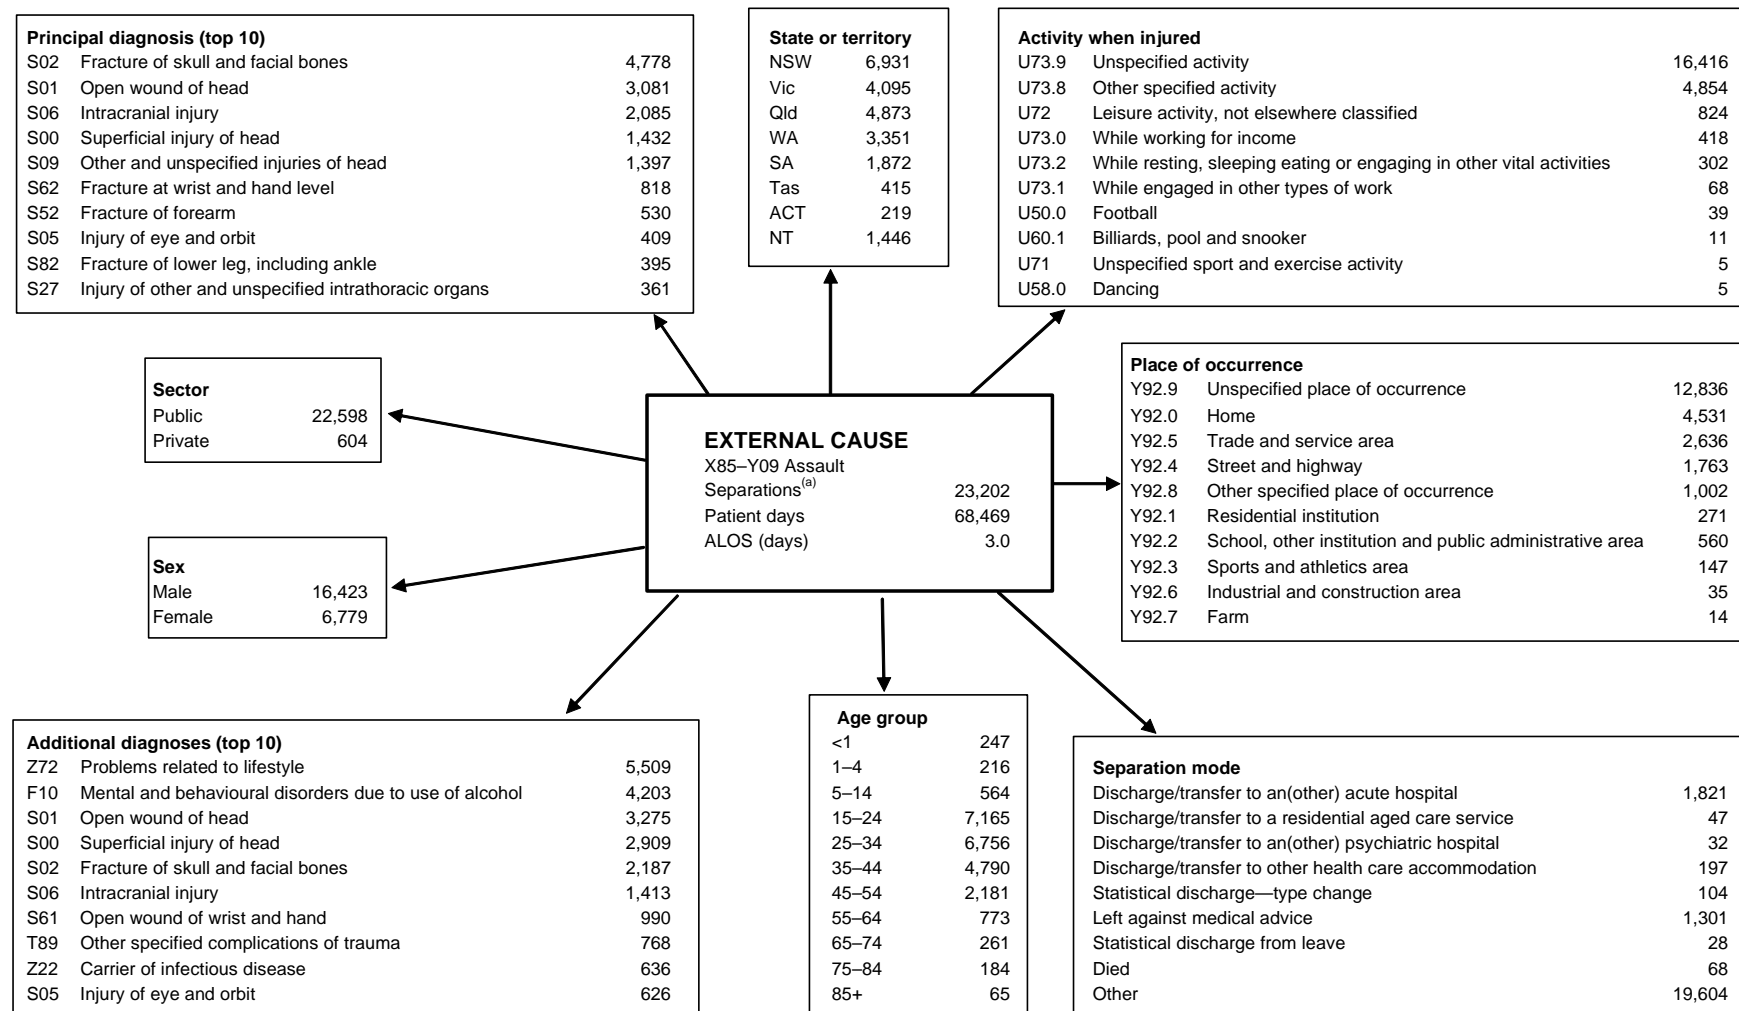 Principal diagnosis (top 10)
S02 Fracture of skull and facial bones 4,778
S01 Open wound of head 3,081
S06 Intracranial injury 2,085
S00 Superficial injury of head 1,432
S09 Other and unspecified injuries of head 1,397
S62 Fracture at wrist and hand level 818
S52 Fracture of forearm 530
S05 Injury of eye and orbit 409
S82 Fracture of lower leg, including ankle 395
S27 Injury of other and unspecified intrathoracic organs 361
State or territory
NSW 6,931
Vic 4,095
Qld 4,873
WA 3,351
SA 1,872
Tas 415
ACT 219
NT 1,446
Activity when injured
U73.9 Unspecified activity 16,416
U73.8 Other specified activity 4,854
U72 Leisure activity, not elsewhere classified 824
U73.0 While working for income 418
U73.2 While resting, sleeping eating or engaging in other vital activities 302
U73.1 While engaged in other types of work 68
U50.0 Football 39
U60.1 Billiards, pool and snooker 11
U71 Unspecified sport and exercise activity 5
U58.0 Dancing 5
Sector
Public 22,598
Private 604
EXTERNAL CAUSE
X85–Y09 Assault
Separations(a) 23,202
Patient days 68,469
ALOS (days) 3.0
Place of occurrence
Y92.9 Unspecified place of occurrence 12,836
Y92.0 Home 4,531
Y92.5 Trade and service area 2,636
Y92.4 Street and highway 1,763
Y92.8 Other specified place of occurrence 1,002
Y92.1 Residential institution 271
Y92.2 School, other institution and public administrative area 560
Y92.3 Sports and athletics area 147
Y92.6 Industrial and construction area 35
Y92.7 Farm 14
Sex
Male 16,423
Female 6,779
Additional diagnoses (top 10)
Z72 Problems related to lifestyle 5,509
F10 Mental and behavioural disorders due to use of alcohol 4,203
S01 Open wound of head 3,275
S00 Superficial injury of head 2,909
S02 Fracture of skull and facial bones 2,187
S06 Intracranial injury 1,413
S61 Open wound of wrist and hand 990
T89 Other specified complications of trauma 768
Z22 Carrier of infectious disease 636
S05 Injury of eye and orbit 626
Age group
<1 247
1–4 216
5–14 564
15–24 7,165
25–34 6,756
35–44 4,790
45–54 2,181
55–64 773
65–74 261
75–84 184
85+ 65
Separation mode
Discharge/transfer to an(other) acute hospital 1,821
Discharge/transfer to a residential aged care service 47
Discharge/transfer to an(other) psychiatric hospital 32
Discharge/transfer to other health care accommodation 197
Statistical discharge—type change 104
Left against medical advice 1,301
Statistical discharge from leave 28
Died 68
Other 19,604